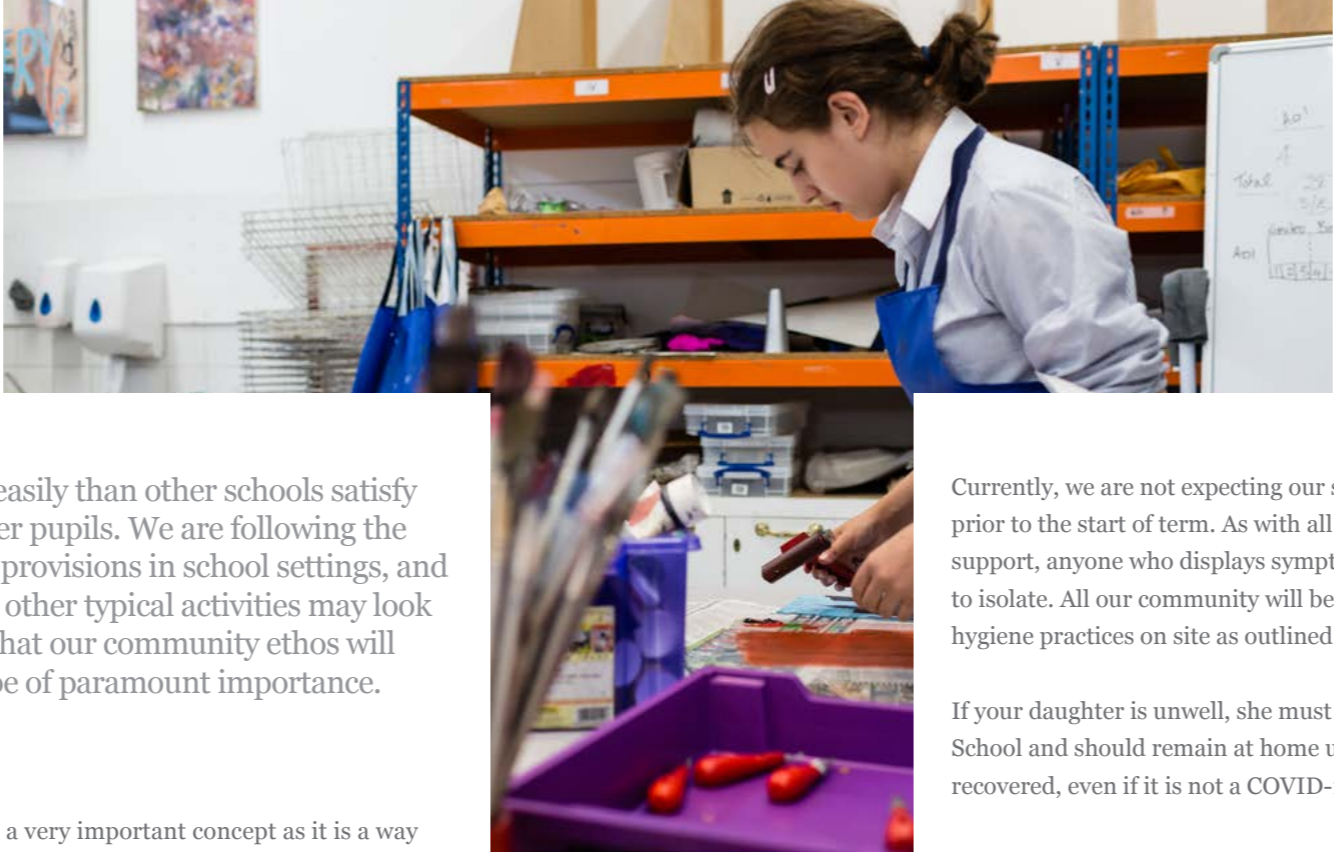 ERY
Total
easily than other schools satisfy
er pupils. We are following the
provisions in school settings, and
other typical activities may look
hat our community ethos will
be of paramount importance.
a very important concept as it is a way
Currently, we are not expecting our s
prior to the start of term. As with all
support, anyone who displays sympt
to isolate. All our community will be
hygiene practices on site as outlined
If your daughter is unwell, she must
School and should remain at home u
recovered, even if it is not a COVID-